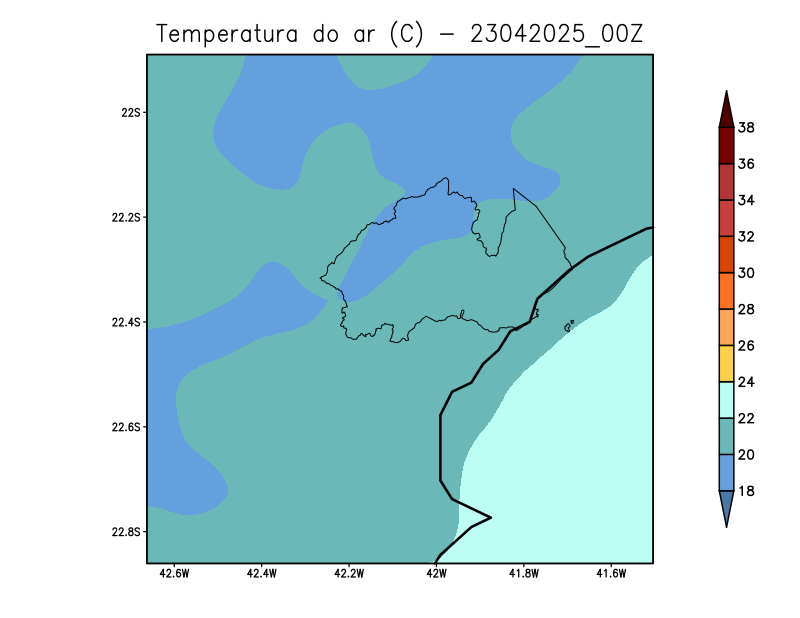 Temperatura do ar (C) - 23042025_00Z
22S
22.2S
22.4S
22.6S
22.8S
42.6W
42.4W
42.2W
42W
41.8W
41.6W
38
36
34
32
30
28
26
24
22
20
18